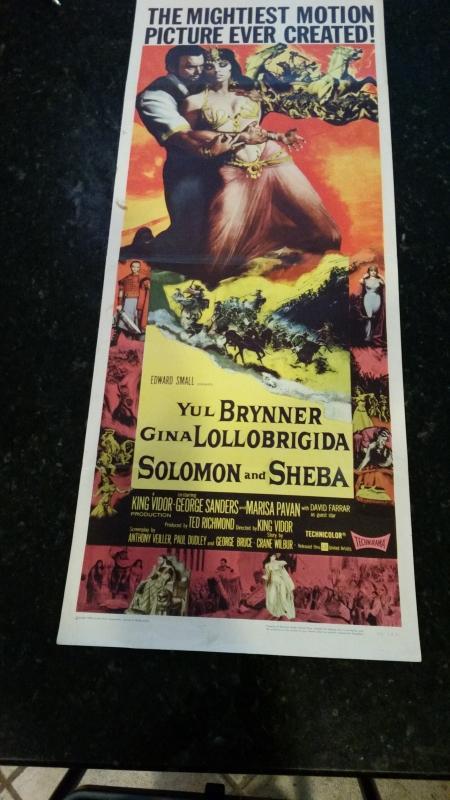 THE MIGHTIEST MOTION
PICTURE EVER CREATED!
EDWARD SMALL presents
YUL BRYNNER
GINA LOLLOBRIGIDA
SOLOMON and SHEBA
co-starring
KING VIDOR GEORGE SANDERS and MARISA PAVAN with DAVID FARRAR
PRODUCTION as guest star
Produced by TED RICHMOND Directed by KING VIDOR
Screenplay by Story by
ANTHONY VEILLER, PAUL DUDLEY and GEORGE BRUCE · CRANE WILBUR
TECHNICOLOR® TECHNIRAMA
Released thru United Artists